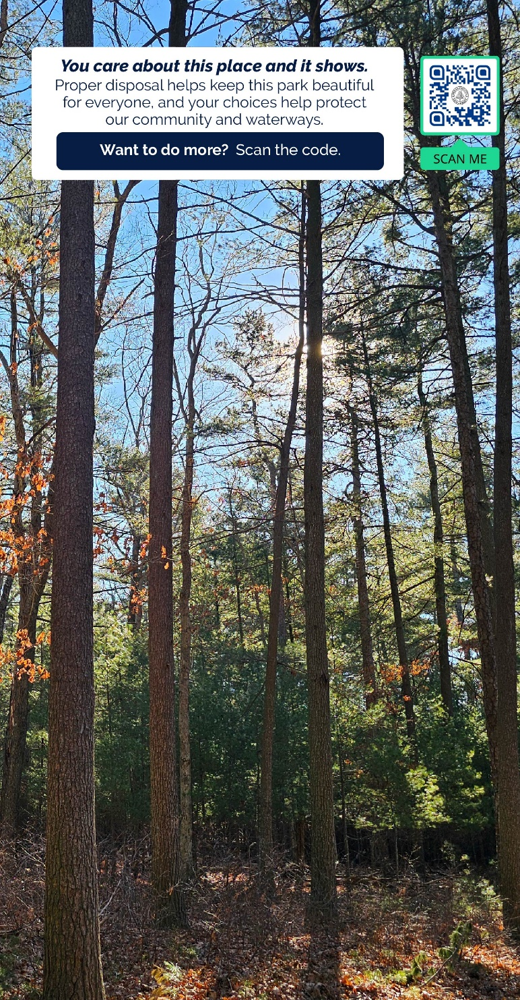 You care about this place and it shows.
Proper disposal helps keep this park beautiful
for everyone, and your choices help protect
our community and waterways.
Want to do more? Scan the code.
SCAN ME